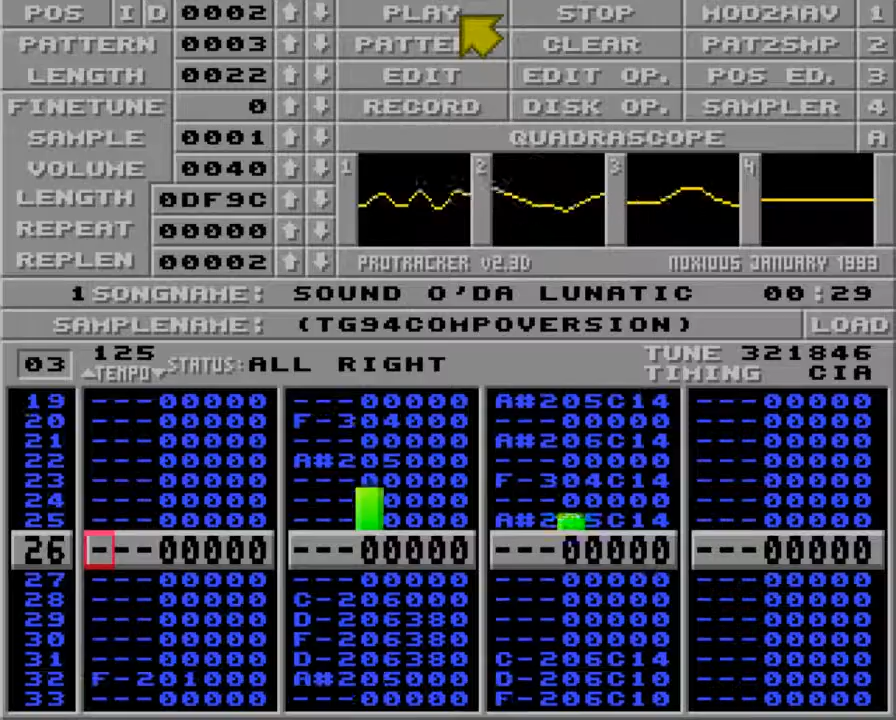 POS I D 0002 PLAY STOP MOD2WAV 1
PATTERN 0003 CLEAR PAT2SMP 2
LENGTH 0022 EDIT EDIT OP. POS ED. 3
FINETUNE 0 RECORD DISK OP. SAMPLER 4
SAMPLE 0001 QUADRASCOPE A
VOLUME 0040 1 2 3 4
LENGTH 0DF9C
REPEAT 00000
REPLEN 00002 PROTRACKER V2.3D NOXIOUS JANUARY 1993
1 SONGNAME: SOUND O'DA LUNATIC 00:29
SAMPLENAME: (TG94COMPOVERSION) LOAD
03 125 TEMPO STATUS: ALL RIGHT TUNE 321846
TIMING CIA
19 ---00000 ---00000 A#205C14 ---00000
20 ---00000 F-304000 ---00000 ---00000
21 ---00000 ---00000 A#206C14 ---00000
22 ---00000 A#205000 ---00000 ---00000
23 ---00000 ---00000 F-304C14 ---00000
24 ---00000 ---0000 ---00000 ---00000
25 ---00000 ---0000 A#2 5C14 ---00000
26 ---00000 ---00000 ---00000 ---00000
27 ---00000 ---00000 ---00000 ---00000
28 ---00000 C-206000 ---00000 ---00000
29 ---00000 D-206380 ---00000 ---00000
30 ---00000 F-206380 ---00000 ---00000
31 ---00000 D-206380 C-206C14 ---00000
32 F-201000 A#205000 D-206C10 ---00000
33 ---00000 ---00000 F-206C10 ---00000